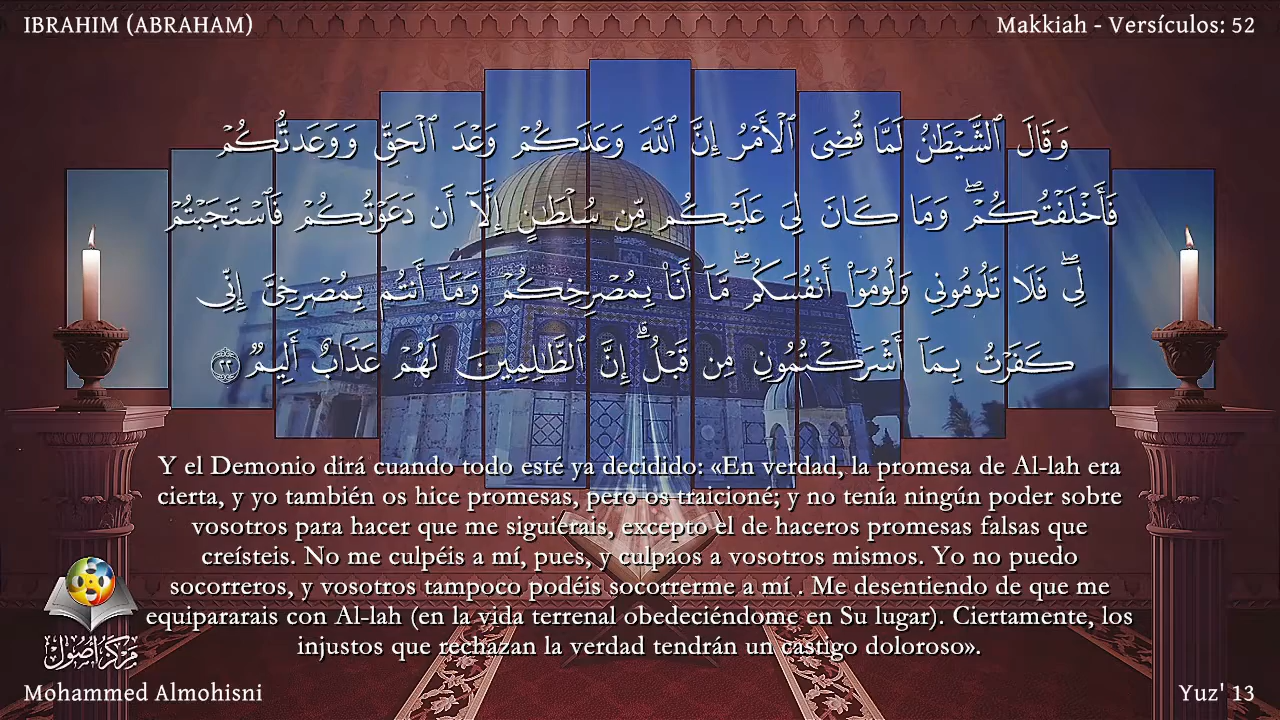 IBRAHIM (ABRAHAM)
Makkiah - Versículos: 52
وَقَالَ ٱلشَّيْطَٰنُ لَمَّا قُضِيَ ٱلْأَمْرُ إِنَّ ٱللَّهَ وَعَدَكُمْ وَعْدَ ٱلْحَقِّ وَوَعَدتُّكُمْ
فَأَخْلَفْتُكُمْ ۖ وَمَا كَانَ لِيَ عَلَيْكُم مِّن سُلْطَٰنٍ إِلَّآ أَن دَعَوْتُكُمْ فَٱسْتَجَبْتُمْ
لِي ۖ فَلَا تَلُومُونِي وَلُومُوٓا۟ أَنفُسَكُم ۖ مَّآ أَنَا۠ بِمُصْرِخِكُمْ وَمَآ أَنتُم بِمُصْرِخِيَّ ۖ إِنِّي
كَفَرْتُ بِمَآ أَشْرَكْتُمُونِ مِن قَبْلُ ۗ إِنَّ ٱلظَّٰلِمِينَ لَهُمْ عَذَابٌ أَلِيمٌ ٢٢
Y el Demonio dirá cuando todo esté ya decidido: «En verdad, la promesa de Al-lah era
cierta, y yo también os hice promesas, pero os traicioné; y no tenía ningún poder sobre
vosotros para hacer que me siguierais, excepto el de haceros promesas falsas que
creísteis. No me culpéis a mí, pues, y culpaos a vosotros mismos. Yo no puedo
socorreros, y vosotros tampoco podéis socorrerme a mí . Me desentiendo de que me
equipararais con Al-lah (en la vida terrenal obedeciéndome en Su lugar). Ciertamente, los
injustos que rechazan la verdad tendrán un castigo doloroso».
مركز أصول
Mohammed Almohisni
Yuz' 13